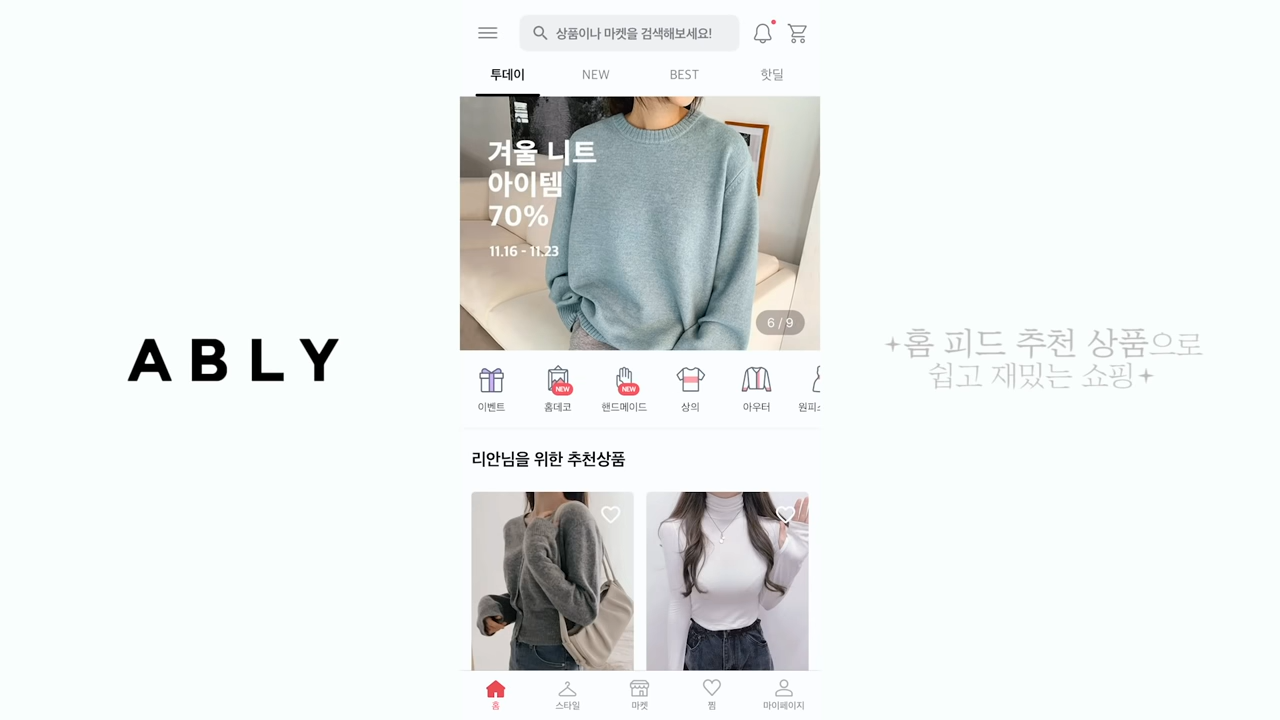 ABLY
상품이나 마켓을 검색해보세요!
투데이
NEW
BEST
핫딜
겨울 니트
아이템
70%
11.16 - 11.23
6 / 9
NEW
NEW
이벤트
홈데코
핸드메이드
상의
아우터
원피스
리안님을 위한 추천상품
홈
스타일
마켓
찜
마이페이지
✦홈 피드 추천 상품으로
쉽고 재밌는 쇼핑✦